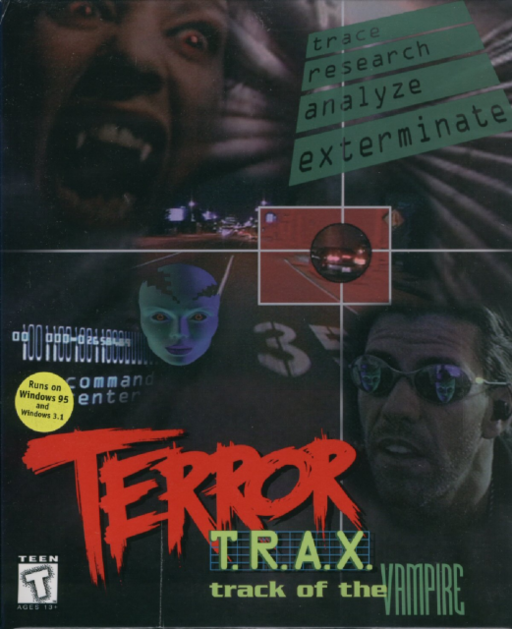 trace
research
analyze
exterminate
35
command
center
Runs on
Windows 95
and
Windows 3.1
TERROR
T.R.A.X.
track of the VAMPIRE
TEEN
T
AGES 13+